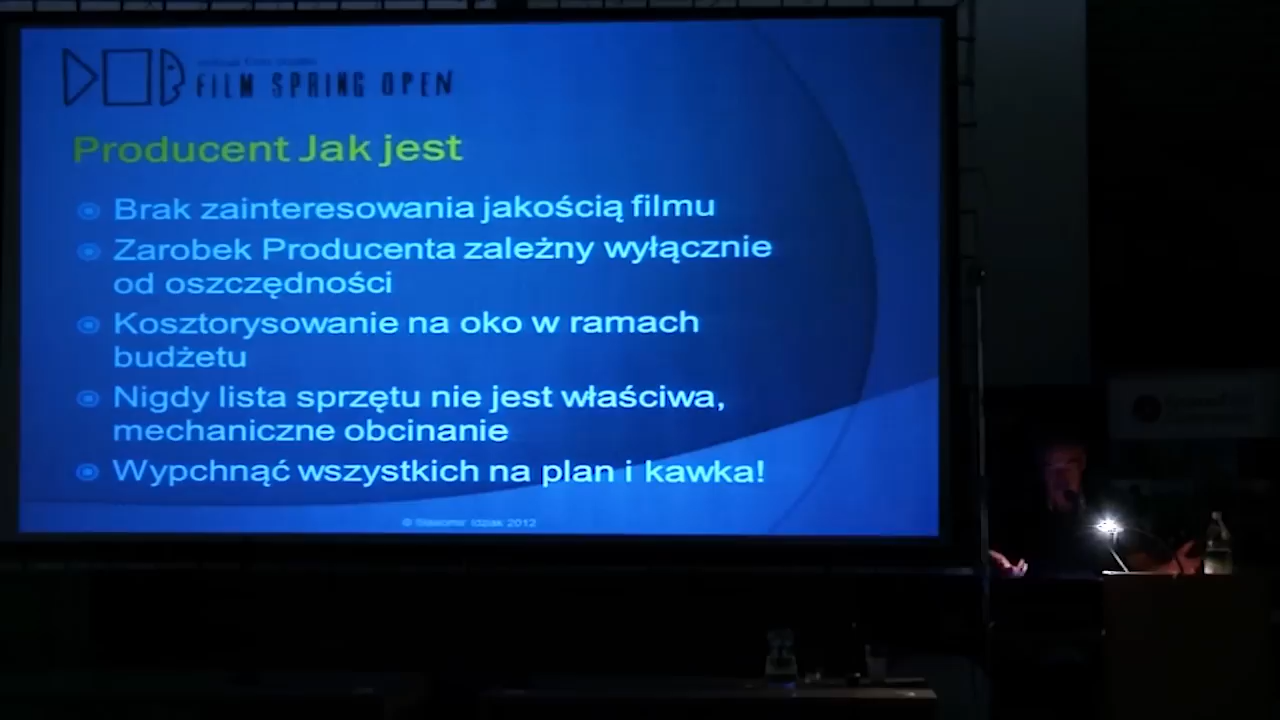 FILM SPRING OPEN
Producent Jak jest
Brak zainteresowania jakością filmu
Zarobek Producenta zależny wyłącznie
od oszczędności
Kosztorysowanie na oko w ramach
budżetu
Nigdy lista sprzętu nie jest właściwa,
mechaniczne obcinanie
Wypchnąć wszystkich na plan i kawka!
© Sławomir Idziak 2012